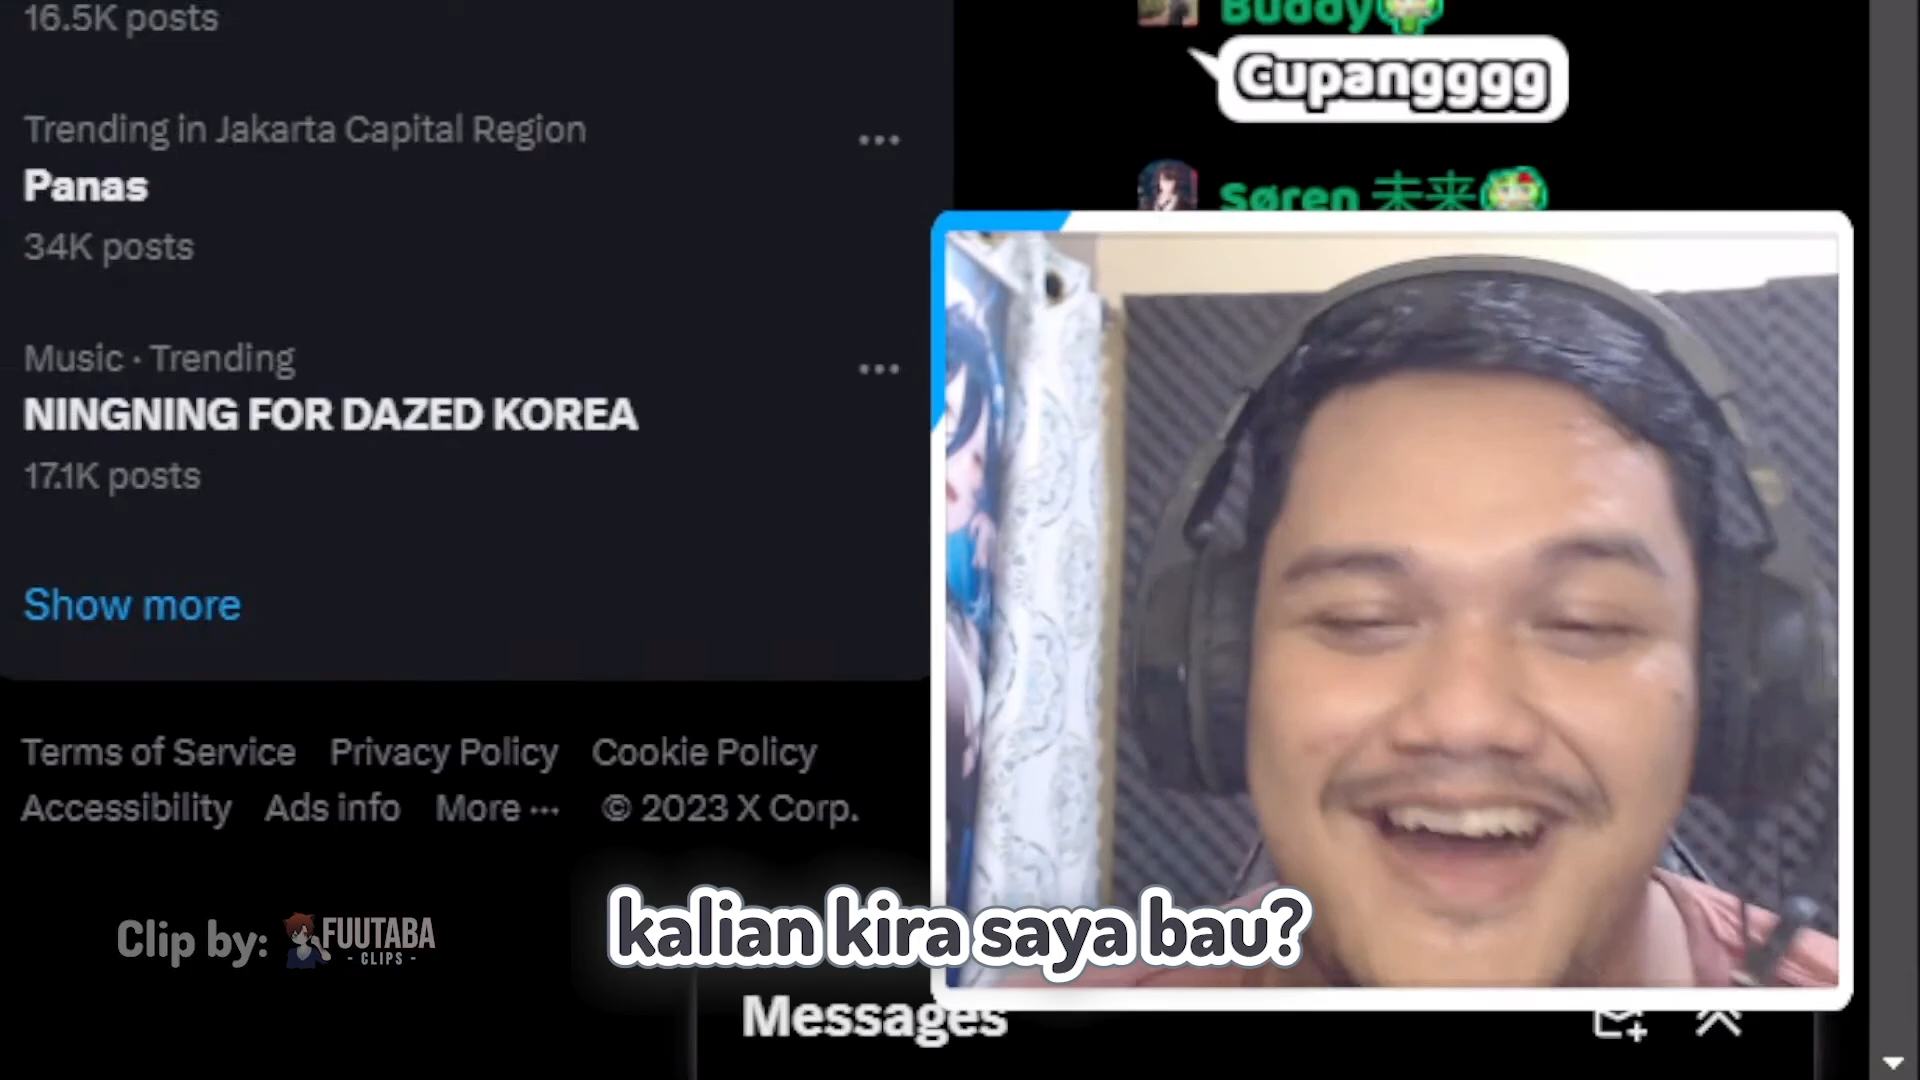 16.5K posts
Trending in Jakarta Capital Region
Panas
34K posts
Music · Trending
NINGNING FOR DAZED KOREA
17.1K posts
Show more
Terms of Service Privacy Policy Cookie Policy
Accessibility Ads info More ··· © 2023 X Corp.
Buddy
Cupangggg
Søren 未来
kalian kira saya bau?
Clip by: FUUTABA
- CLIPS -
Messages